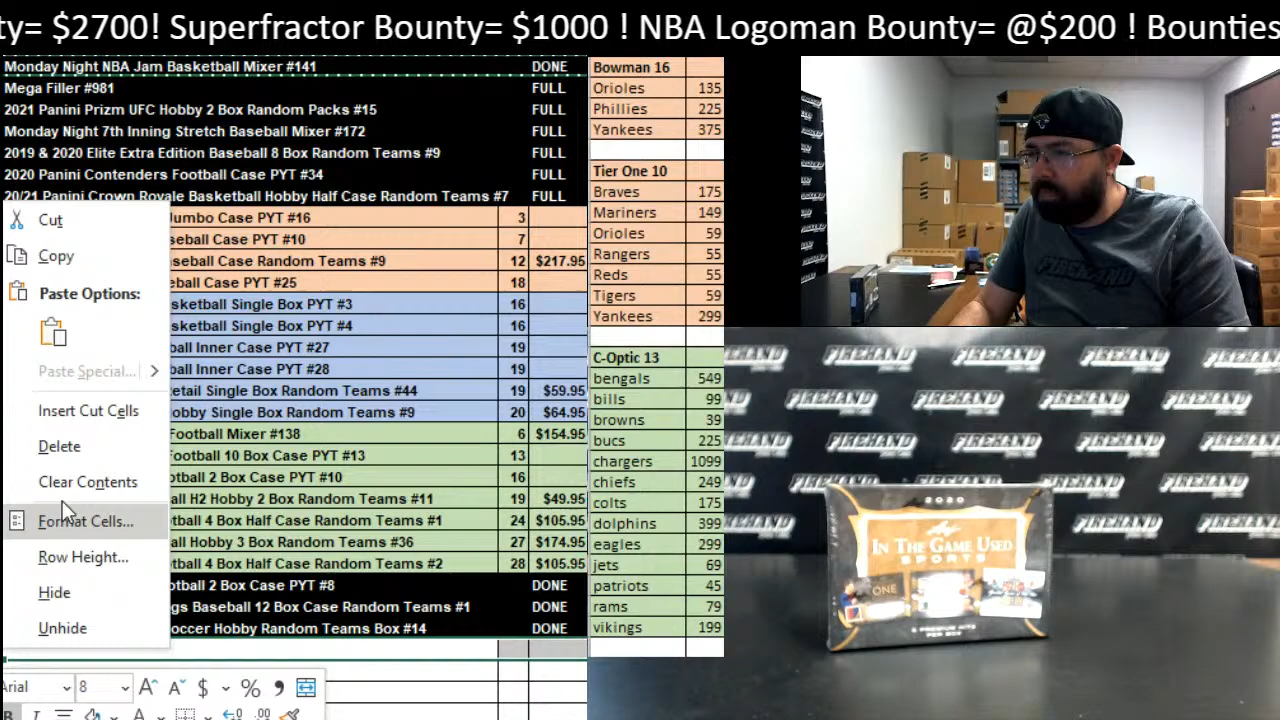 ty= $2700! Superfractor Bounty= $1000 ! NBA Logoman Bounty= @$200 ! Bounties
Monday Night NBA Jam Basketball Mixer #141 DONE
Mega Filler #981 FULL
2021 Panini Prizm UFC Hobby 2 Box Random Packs #15 FULL
Monday Night 7th Inning Stretch Baseball Mixer #172 FULL
2019 & 2020 Elite Extra Edition Baseball 8 Box Random Teams #9 FULL
2020 Panini Contenders Football Case PYT #34 FULL
20/21 Panini Crown Royale Basketball Hobby Half Case Random Teams #7 FULL
Jumbo Case PYT #16 3
seball Case PYT #10 7
seball Case Random Teams #9 12 $217.95
eball Case PYT #25 18
sketball Single Box PYT #3 16
sketball Single Box PYT #4 16
ball Inner Case PYT #27 19
ball Inner Case PYT #28 19
etail Single Box Random Teams #44 19 $59.95
obby Single Box Random Teams #9 20 $64.95
Football Mixer #138 6 $154.95
ootball 10 Box Case PYT #13 13
otball 2 Box Case PYT #10 16
all H2 Hobby 2 Box Random Teams #11 19 $49.95
otball 4 Box Half Case Random Teams #1 24 $105.95
all Hobby 3 Box Random Teams #36 27 $174.95
otball 4 Box Half Case Random Teams #2 28 $105.95
otball 2 Box Case PYT #8 DONE
gs Baseball 12 Box Case Random Teams #1 DONE
occer Hobby Random Teams Box #14 DONE
Cut
Copy
Paste Options:
Paste Special...
Insert Cut Cells
Delete
Clear Contents
Format Cells...
Row Height...
Hide
Unhide
Arial 8 A A $ % 9
B I A .00
Bowman 16
Orioles 135
Phillies 225
Yankees 375
Tier One 10
Braves 175
Mariners 149
Orioles 59
Rangers 55
Reds 55
Tigers 59
Yankees 299
C-Optic 13
bengals 549
bills 99
browns 39
bucs 225
chargers 1099
chiefs 249
colts 175
dolphins 399
eagles 299
jets 69
patriots 45
rams 79
vikings 199
FIREHAND
FIREHAND
2020
Leaf
IN THE GAME USED
SPORTS
ONE
5 PREMIUM HITS
PER BOX